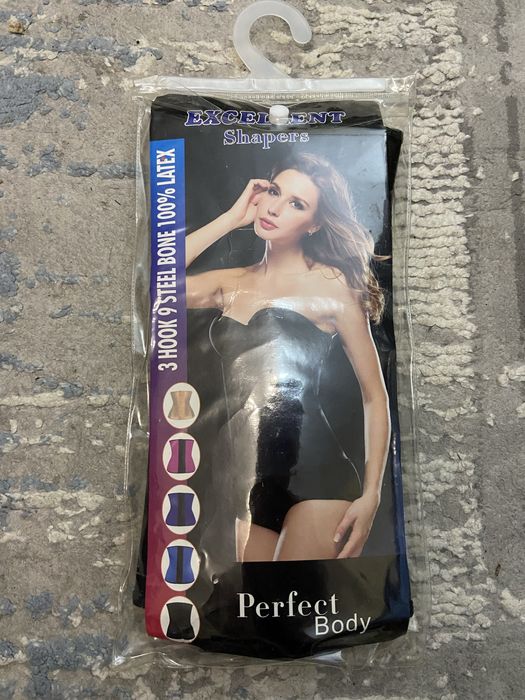 EXCELLENT
Shapers
3 HOOK 9 STEEL BONE 100% LATEX
Perfect
Body